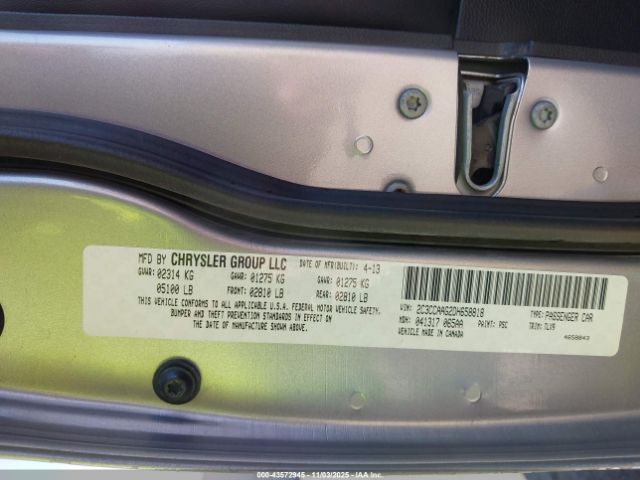 MFD BY CHRYSLER GROUP LLC DATE OF MFR(BUILT): 4-13
GVWR: 02314 KG GAWR: 01275 KG GAWR: 01275 KG
05100 LB FRONT: 02810 LB REAR: 02810 LB
THIS VEHICLE CONFORMS TO ALL APPLICABLE U.S.A. FEDERAL MOTOR VEHICLE SAFETY,
BUMPER AND THEFT PREVENTION STANDARDS IN EFFECT ON
THE DATE OF MANUFACTURE SHOWN ABOVE.
VIN: 2C3CCAAG2DH658818 TYPE: PASSENGER CAR
MDH: 041317 065AA PAINT: PSC TRIM: TLX9
VEHICLE MADE IN CANADA 4658843
000-43572945 - 11/03/2025 - IAA Inc.